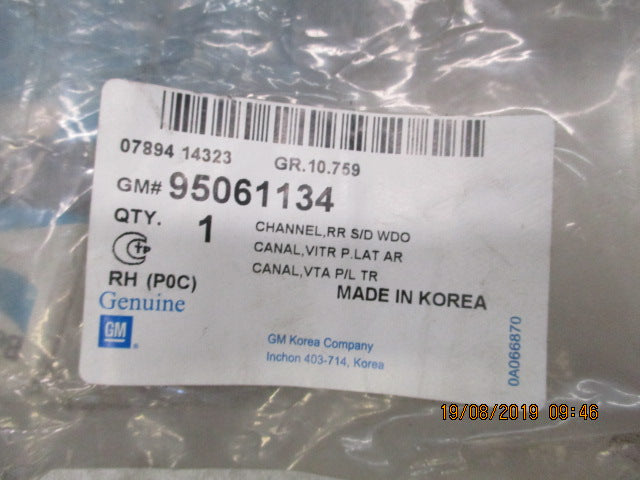 07894 14323 GR.10.759
GM# 95061134
QTY. 1
CHANNEL,RR S/D WDO
CANAL,VITR P.LAT AR
CANAL,VTA P/L TR
RH (P0C)
MADE IN KOREA
Genuine
GM
GM Korea Company
Inchon 403-714, Korea
0A066870
19/08/2019 09:46